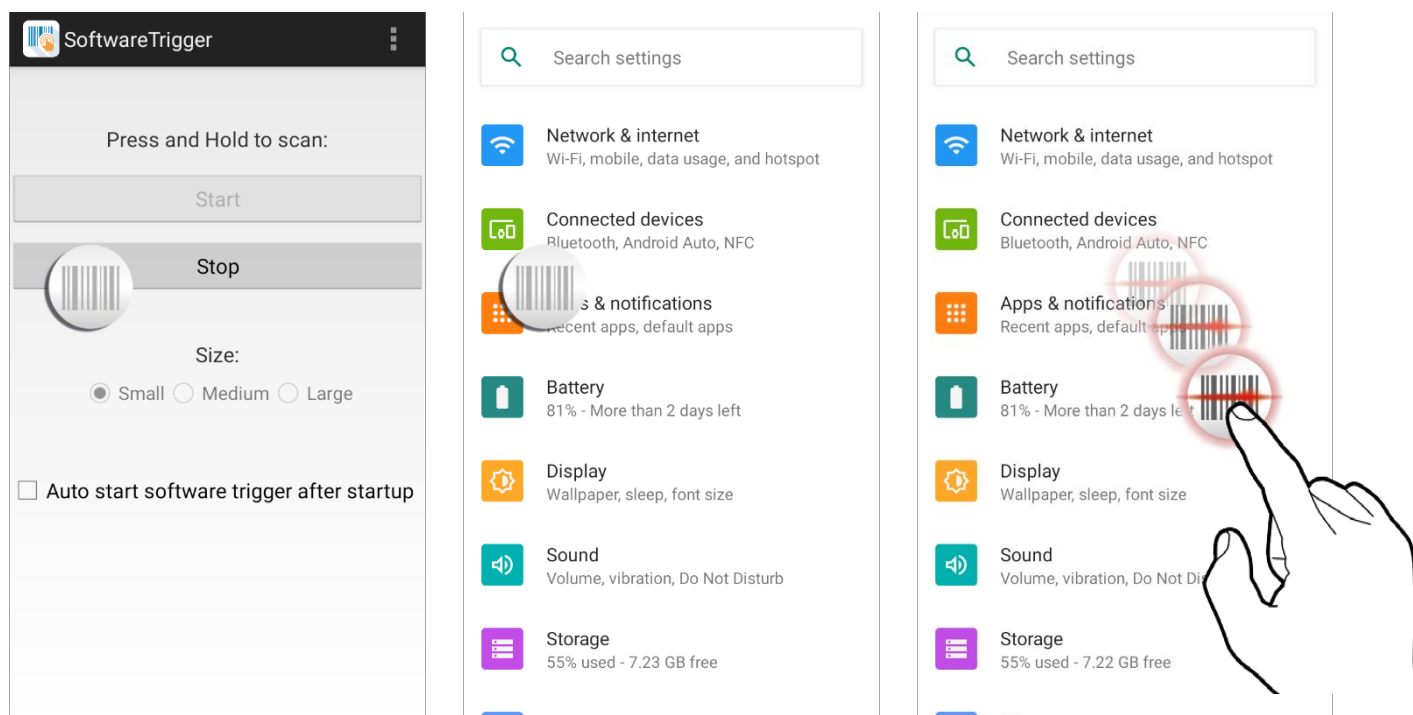 SoftwareTrigger
Press and Hold to scan:
Start
Stop
Size:
Small Medium Large
Auto start software trigger after startup
Search settings
Network & internet
Wi-Fi, mobile, data usage, and hotspot
Connected devices
Bluetooth, Android Auto, NFC
& notifications
Recent apps, default apps
Battery
81% - More than 2 days left
Display
Wallpaper, sleep, font size
Sound
Volume, vibration, Do Not Disturb
Storage
55% used - 7.23 GB free
Search settings
Network & internet
Wi-Fi, mobile, data usage, and hotspot
Connected devices
Bluetooth, Android Auto, NFC
Apps & notifications
Recent apps, default apps
Battery
81% - More than 2 days left
Display
Wallpaper, sleep, font size
Sound
Volume, vibration, Do Not
Storage
55% used - 7.22 GB free